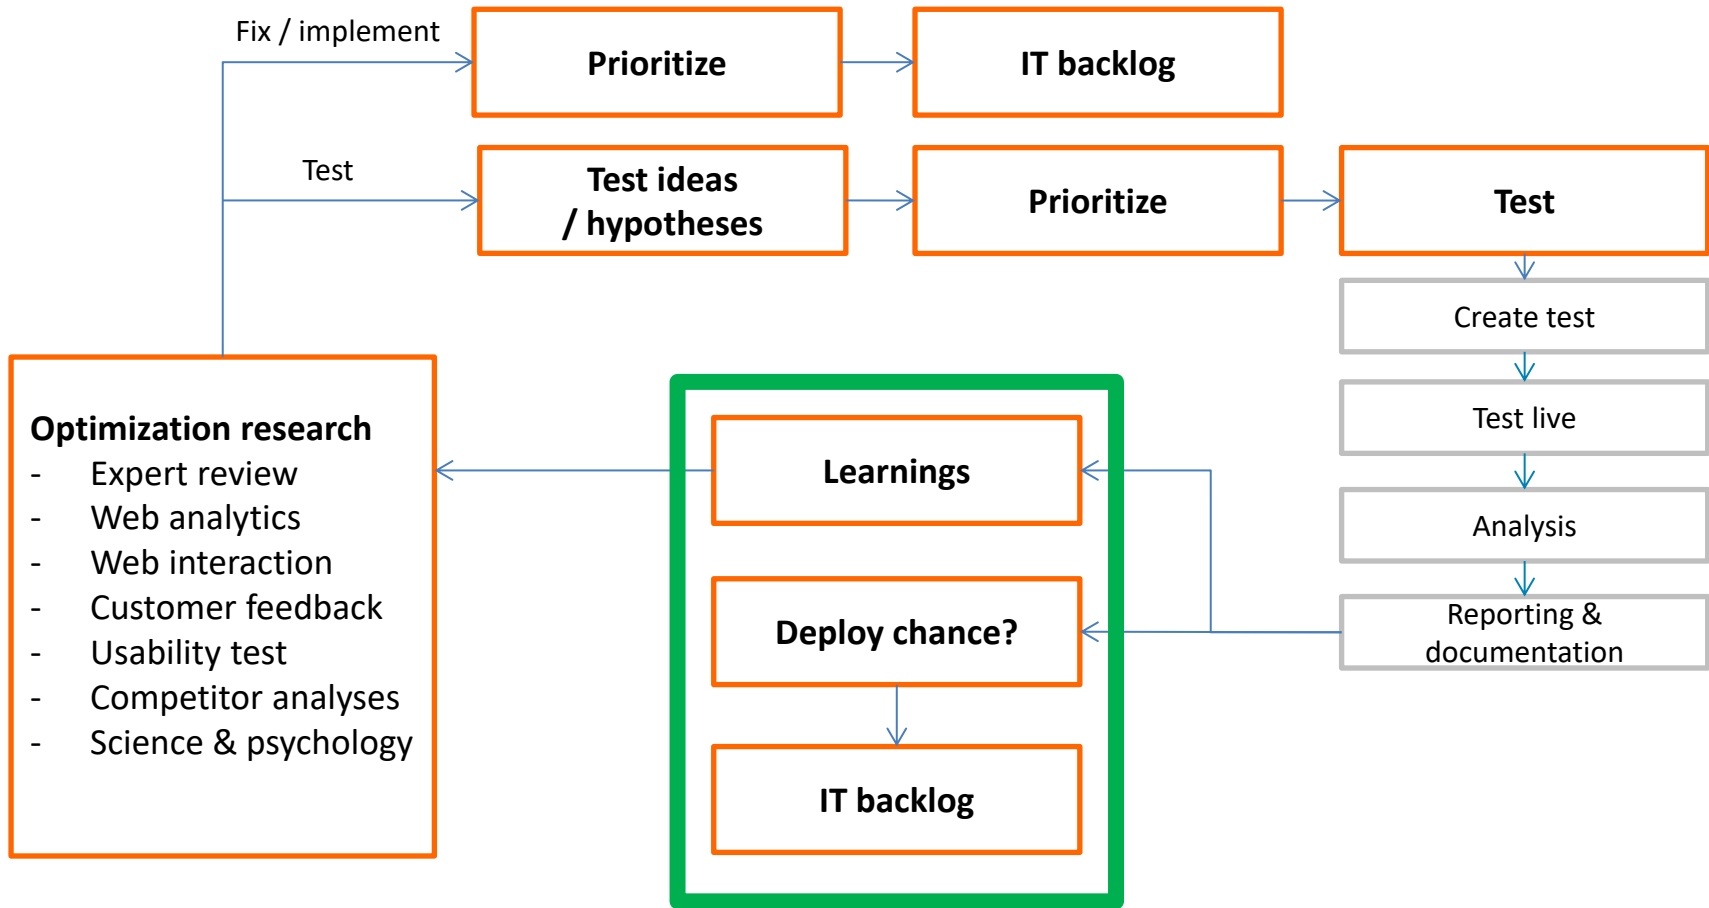 Fix / implement
Prioritize
IT backlog
Test
Test ideas
/ hypotheses
Prioritize
Test
Create test
Test live
Analysis
Reporting &
documentation
Learnings
Deploy chance?
IT backlog
Optimization research
- Expert review
- Web analytics
- Web interaction
- Customer feedback
- Usability test
- Competitor analyses
- Science & psychology